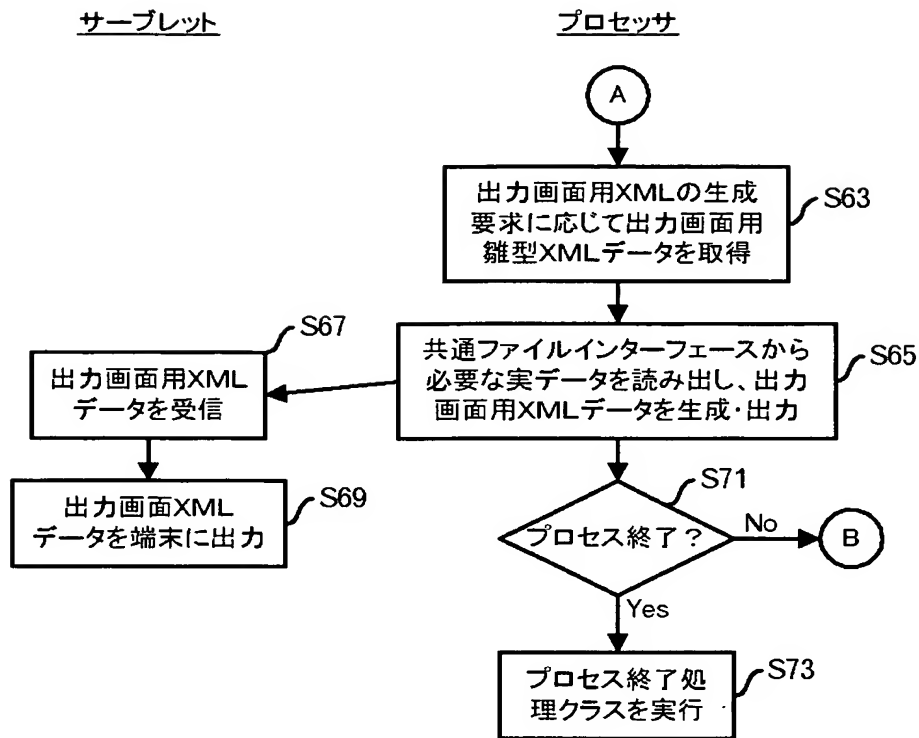 サーブレット
プロセッサ
A
出力画面用XMLの生成
要求に応じて出力画面用
雛型XMLデータを取得
S63
共通ファイルインターフェースから
必要な実データを読み出し、出力
画面用XMLデータを生成・出力
S65
S67
出力画面用XML
データを受信
出力画面XML
データを端末に出力
S69
S71
プロセス終了?
No
B
Yes
プロセス終了処
理クラスを実行
S73